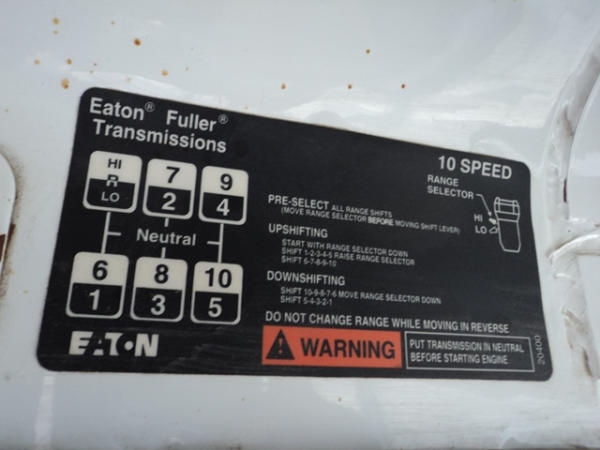 Eaton® Fuller®
Transmissions
10 SPEED
RANGE
SELECTOR
HI
LO
HI
R
LO
7
2
9
4
Neutral
6
1
8
3
10
5
PRE-SELECT ALL RANGE SHIFTS
(MOVE RANGE SELECTOR BEFORE MOVING SHIFT LEVER)
UPSHIFTING
START WITH RANGE SELECTOR DOWN
SHIFT 1-2-3-4-5 RAISE RANGE SELECTOR
SHIFT 6-7-8-9-10
DOWNSHIFTING
SHIFT 10-9-8-7-6 MOVE RANGE SELECTOR DOWN
SHIFT 5-4-3-2-1
DO NOT CHANGE RANGE WHILE MOVING IN REVERSE
WARNING
PUT TRANSMISSION IN NEUTRAL
BEFORE STARTING ENGINE
20400
EATON